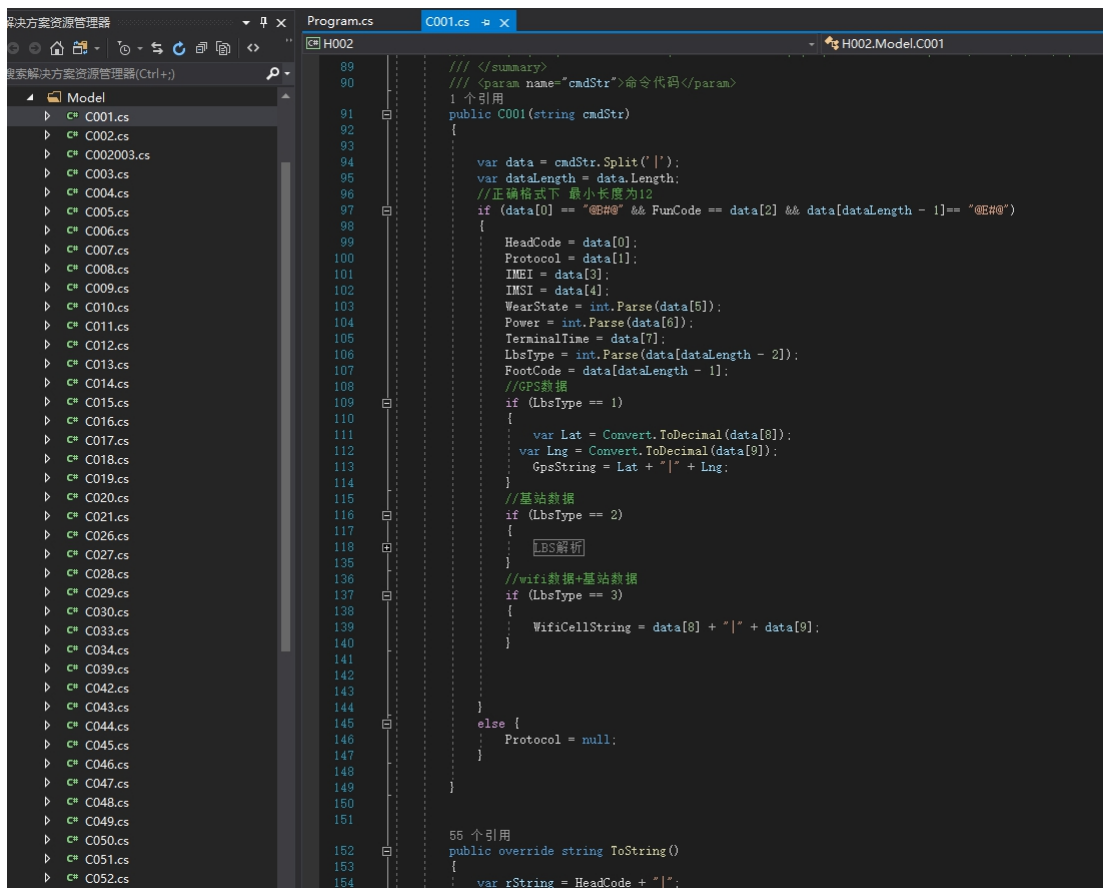 解决方案资源管理器
搜索解决方案资源管理器(Ctrl+;)
Model
C# C001.cs
C# C002.cs
C# C002003.cs
C# C003.cs
C# C004.cs
C# C005.cs
C# C006.cs
C# C007.cs
C# C008.cs
C# C009.cs
C# C010.cs
C# C011.cs
C# C012.cs
C# C013.cs
C# C014.cs
C# C015.cs
C# C016.cs
C# C017.cs
C# C018.cs
C# C019.cs
C# C020.cs
C# C021.cs
C# C026.cs
C# C027.cs
C# C028.cs
C# C029.cs
C# C030.cs
C# C033.cs
C# C034.cs
C# C039.cs
C# C042.cs
C# C043.cs
C# C044.cs
C# C045.cs
C# C046.cs
C# C047.cs
C# C048.cs
C# C049.cs
C# C050.cs
C# C051.cs
C# C052.cs
Program.cs C001.cs
C# H002 H002.Model.C001
89 /// </summary>
90 /// <param name="cmdStr">命令代码</param>
1 个引用
91 public C001(string cmdStr)
92 {
93
94 var data = cmdStr.Split('|');
95 var dataLength = data.Length;
96 //正确格式下 最小长度为12
97 if (data[0] == "@B#@" && FunCode == data[2] && data[dataLength - 1]== "@E#@")
98 {
99 HeadCode = data[0];
100 Protocol = data[1];
101 IMEI = data[3];
102 IMSI = data[4];
103 WearState = int.Parse(data[5]);
104 Power = int.Parse(data[6]);
105 TerminalTime = data[7];
106 LbsType = int.Parse(data[dataLength - 2]);
107 FootCode = data[dataLength - 1];
108 //GPS数据
109 if (LbsType == 1)
110 {
111 var Lat = Convert.ToDecimal(data[8]);
112 var Lng = Convert.ToDecimal(data[9]);
113 GpsString = Lat + "|" + Lng;
114 }
115 //基站数据
116 if (LbsType == 2)
117 {
118 LBS解析
135 }
136 //wifi数据+基站数据
137 if (LbsType == 3)
138 {
139 WifiCellString = data[8] + "|" + data[9];
140 }
141
142
143
144 }
145 else {
146 Protocol = null;
147 }
148
149 }
150
151
55 个引用
152 public override string ToString()
153 {
154 var rString = HeadCode + "|";